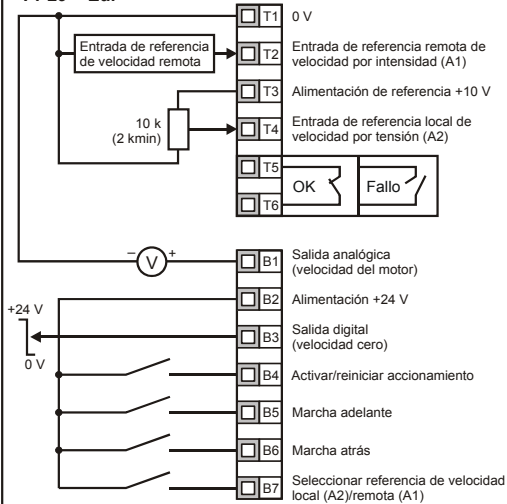 T1 0 V
Entrada de referencia
de velocidad remota
T2 Entrada de referencia remota de
velocidad por intensidad (A1)
T3 Alimentación de referencia +10 V
10 k
(2 kmin)
T4 Entrada de referencia local de
velocidad por tensión (A2)
T5
OK Fallo
T6
– V +
B1 Salida analógica
(velocidad del motor)
B2 Alimentación +24 V
+24 V
0 V
B3 Salida digital
(velocidad cero)
B4 Activar/reiniciar accionamiento
B5 Marcha adelante
B6 Marcha atrás
B7 Seleccionar referencia de velocidad
local (A2)/remota (A1)